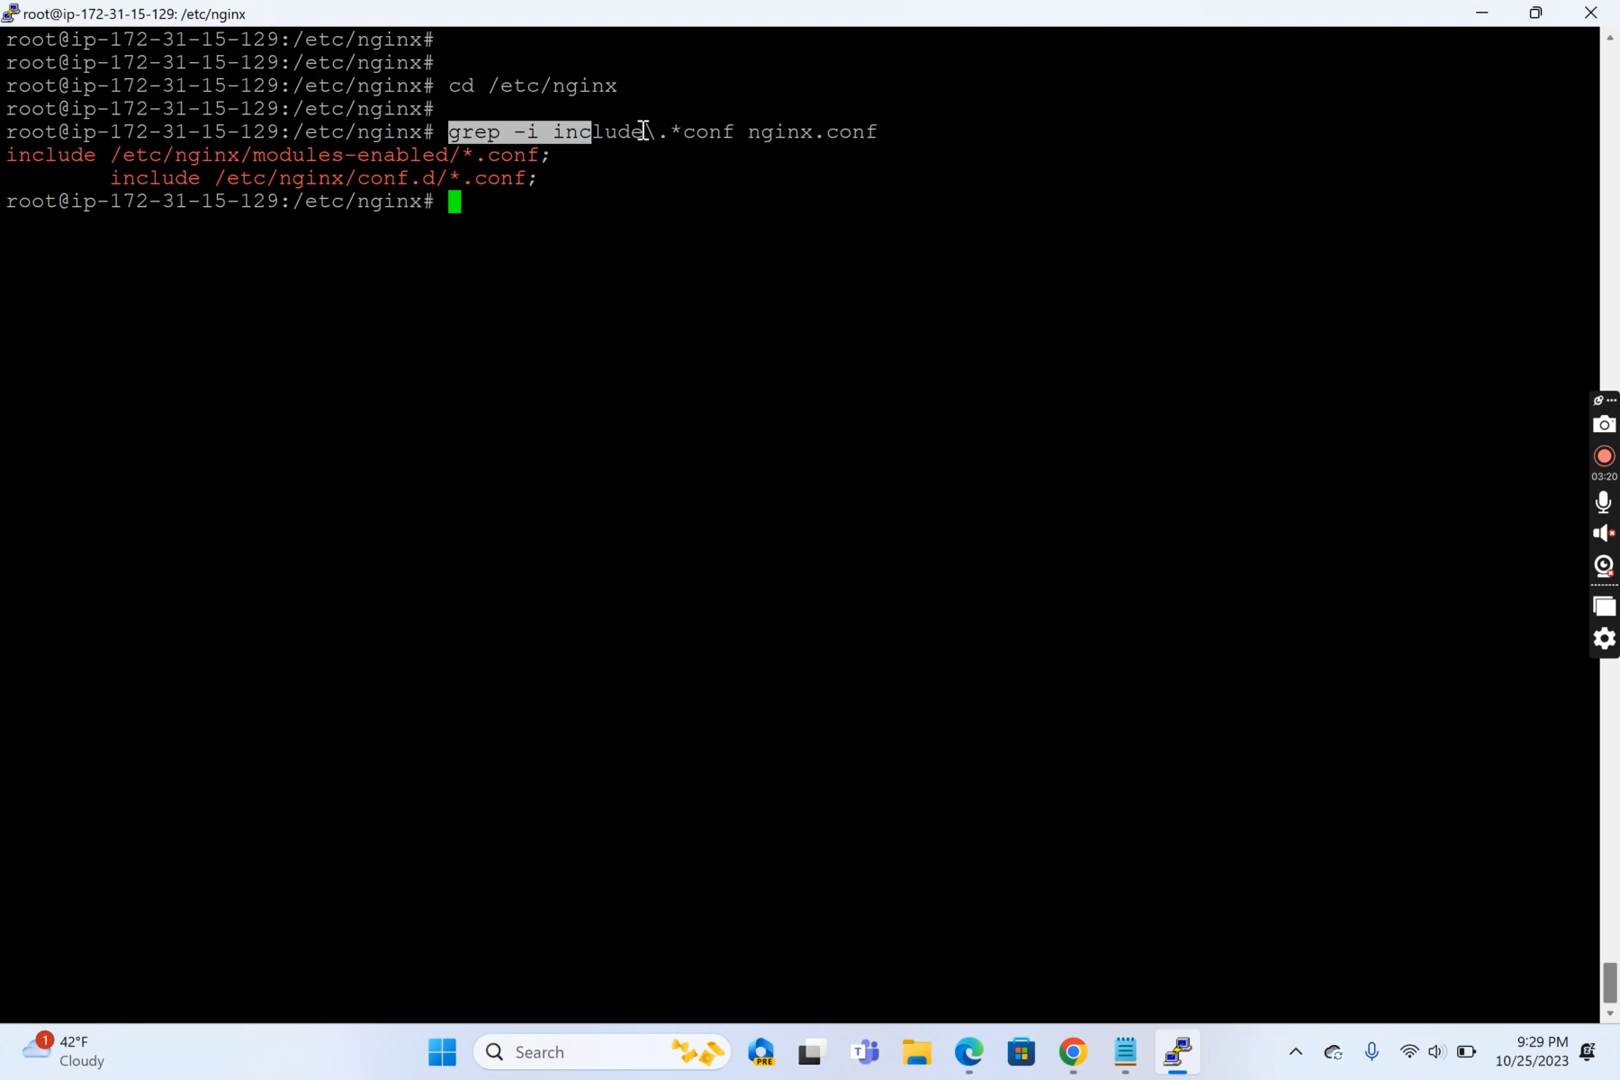 root@ip-172-31-15-129: /etc/nginx
root@ip-172-31-15-129:/etc/nginx#
root@ip-172-31-15-129:/etc/nginx#
root@ip-172-31-15-129:/etc/nginx# cd /etc/nginx
root@ip-172-31-15-129:/etc/nginx#
root@ip-172-31-15-129:/etc/nginx# grep -i include\.*conf nginx.conf
include /etc/nginx/modules-enabled/*.conf;
include /etc/nginx/conf.d/*.conf;
root@ip-172-31-15-129:/etc/nginx#
03:20
1
42°F
Cloudy
Search
PRE
9:29 PM
10/25/2023